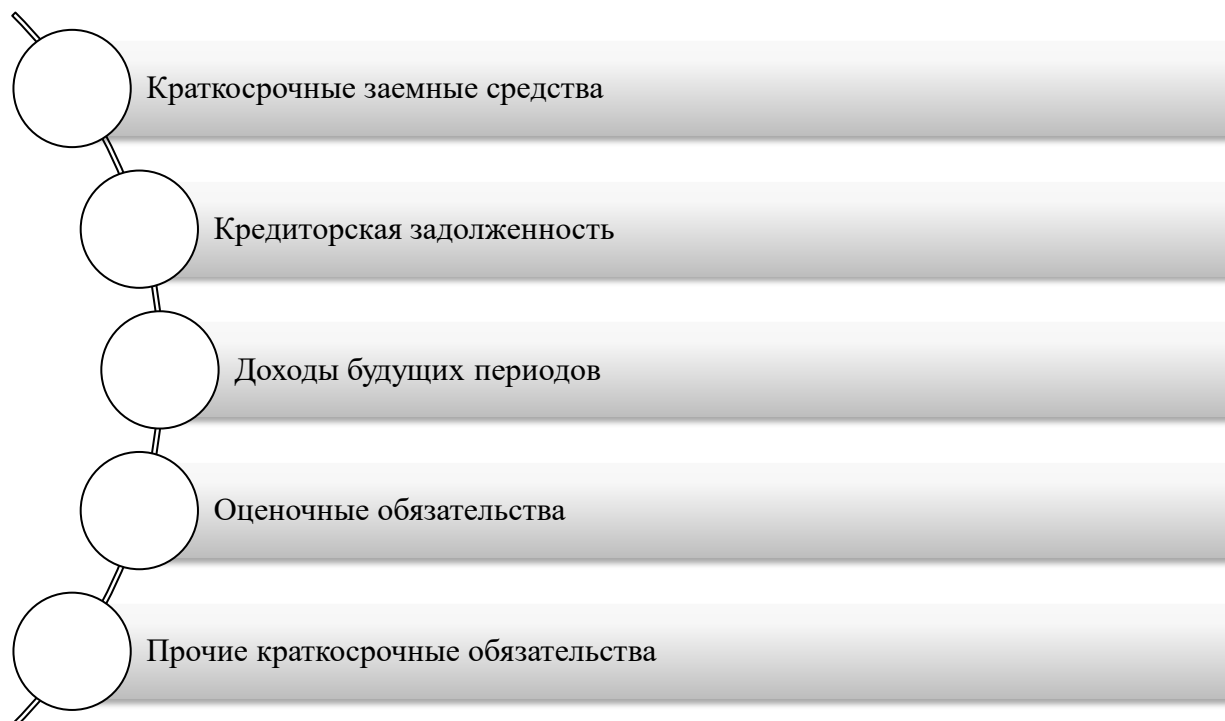 Краткосрочные заемные средства
Кредиторская задолженность
Доходы будущих периодов
Оценочные обязательства
Прочие краткосрочные обязательства